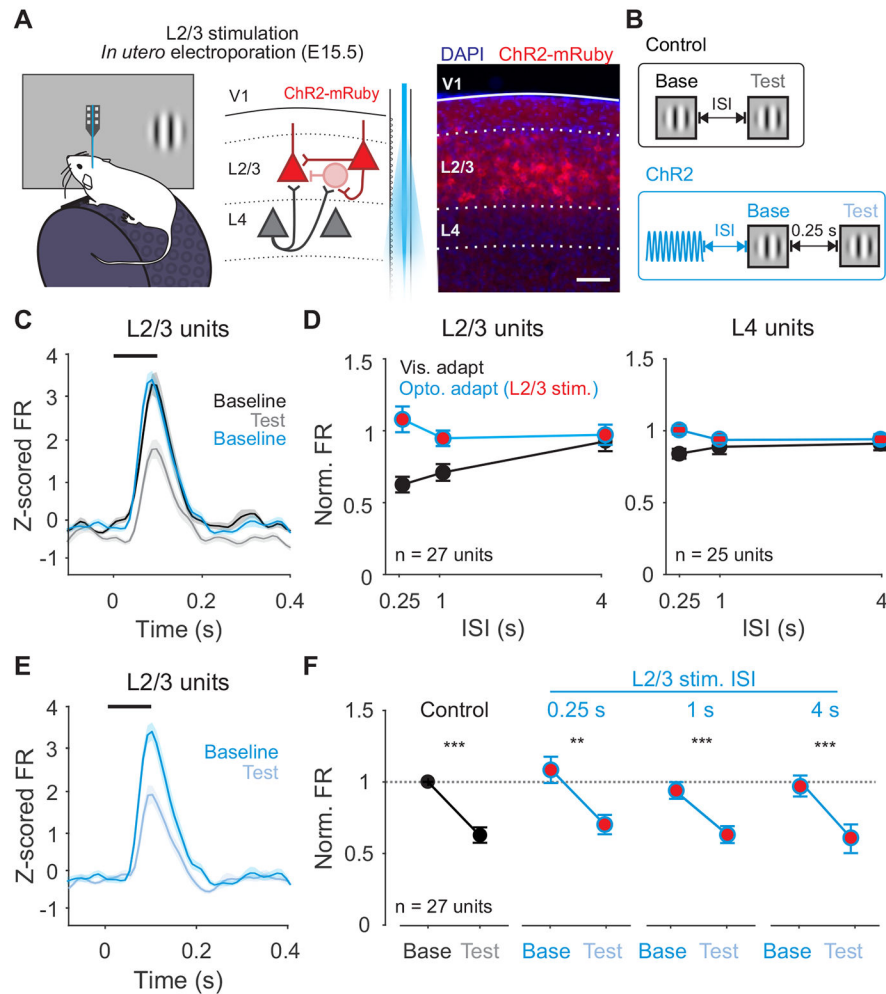 A
L2/3 stimulation
In utero electroporation (E15.5)
V1
ChR2-mRuby
L2/3
L4
DAPI ChR2-mRuby
V1
L2/3
L4
B
Control
Base
Test
ISI
ChR2
Base
Test
ISI
0.25 s
C
L2/3 units
Z-scored FR
4
3
2
1
0
-1
Baseline
Test
Baseline
0
0.2
0.4
Time (s)
D
L2/3 units
Norm. FR
1.5
1
0.5
0
Vis. adapt
Opto. adapt (L2/3 stim.)
n = 27 units
0.25
1
4
ISI (s)
L4 units
1.5
1
0.5
0
n = 25 units
0.25
1
4
ISI (s)
E
L2/3 units
Z-scored FR
4
3
2
1
0
-1
Baseline
Test
0
0.2
0.4
Time (s)
F
L2/3 stim. ISI
Control
0.25 s
1 s
4 s
***
**
***
***
Norm. FR
1.5
1
0.5
0
n = 27 units
Base Test
Base Test
Base Test
Base Test